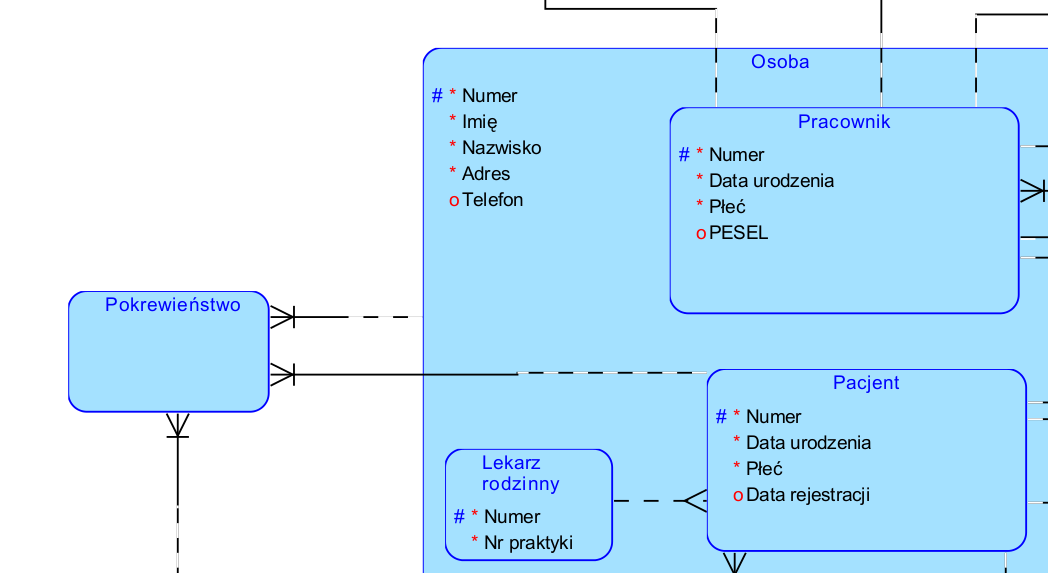 Osoba
# * Numer
* Imię
* Nazwisko
* Adres
o Telefon
Pracownik
# * Numer
* Data urodzenia
* Płeć
o PESEL
Pokrewieństwo
Pacjent
# * Numer
* Data urodzenia
* Płeć
o Data rejestracji
Lekarz
rodzinny
# * Numer
* Nr praktyki